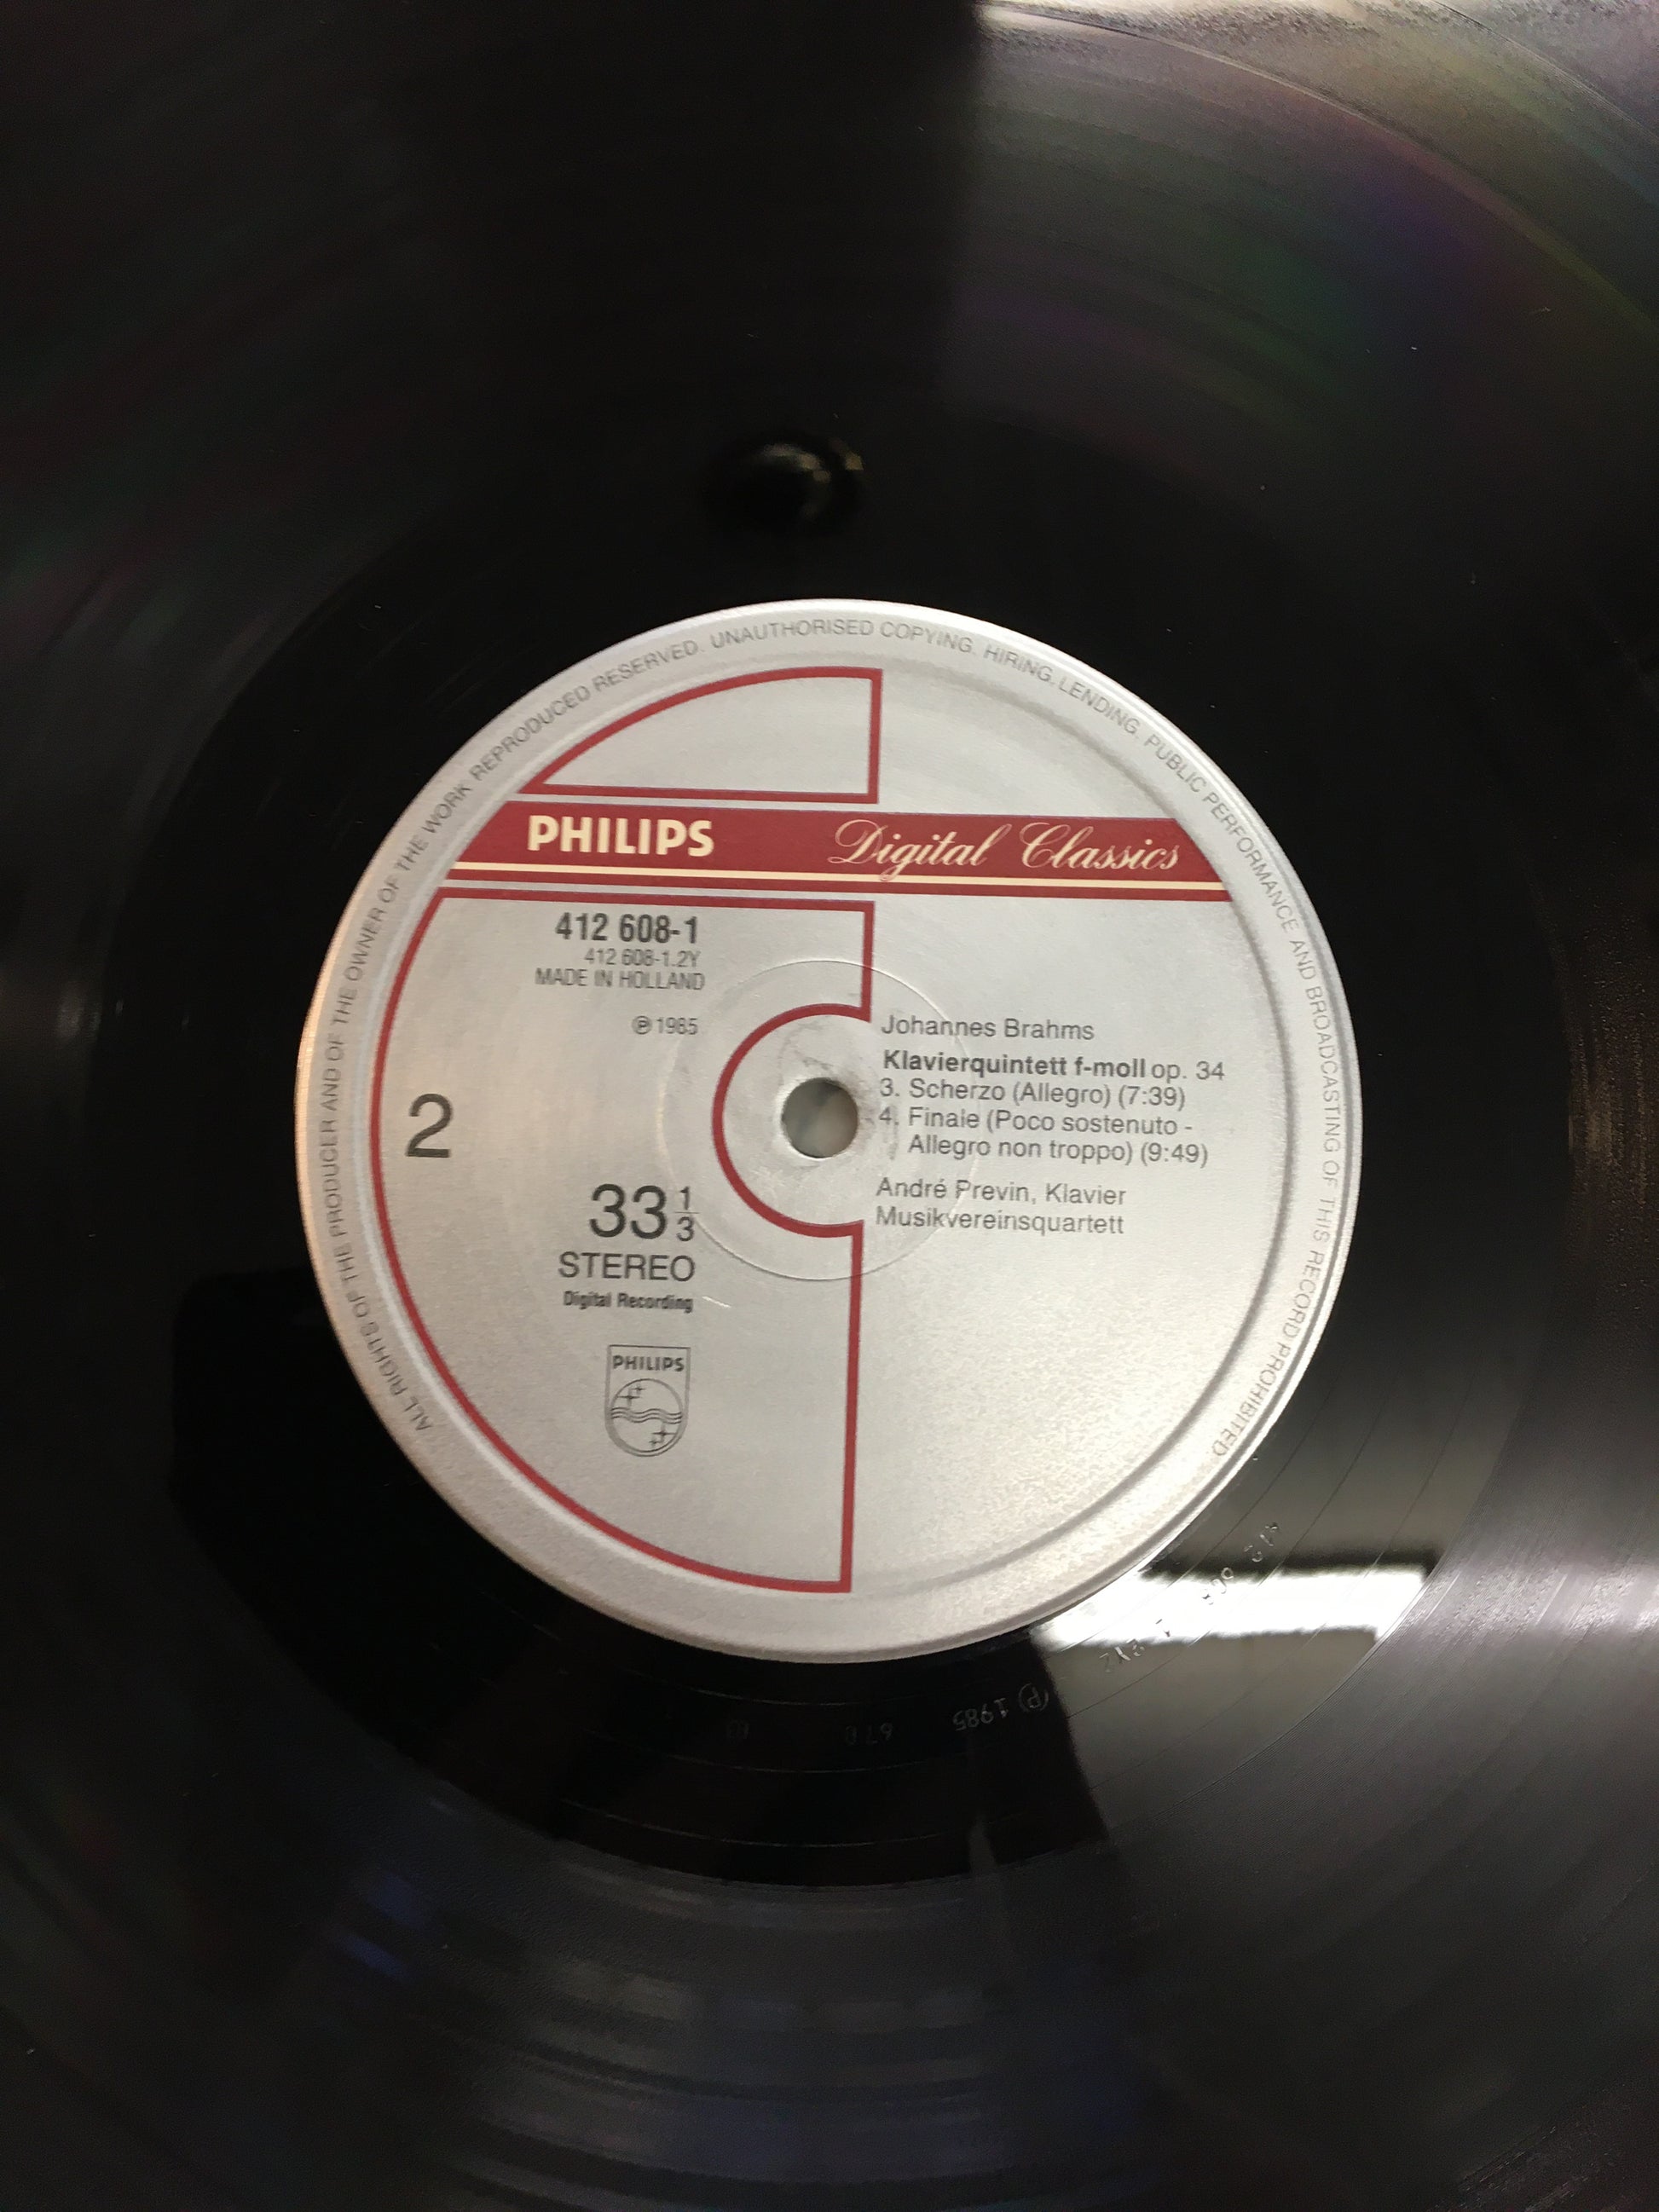 ALL RIGHTS OF THE PRODUCER AND OF THE OWNER OF THE WORK REPRODUCED RESERVED. UNAUTHORISED COPYING, HIRING, LENDING, PUBLIC PERFORMANCE AND BROADCASTING OF THIS RECORD PROHIBITED
PHILIPS Digital Classics
412 608-1
412 608-1.2Y
MADE IN HOLLAND
℗ 1985
2
33 1/3
STEREO
Digital Recording
PHILIPS
Johannes Brahms
Klavierquintett f-moll op. 34
3. Scherzo (Allegro) (7:39)
4. Finale (Poco sostenuto -
Allegro non troppo) (9:49)
André Previn, Klavier
Musikvereinsquartett
(P) 1985